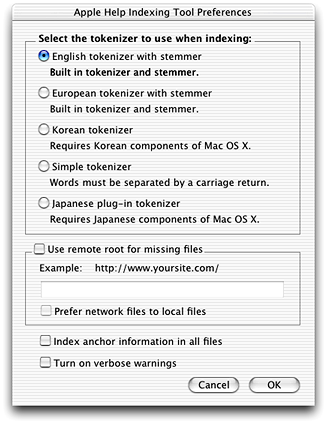 Apple Help Indexing Tool Preferences
Select the tokenizer to use when indexing:
English tokenizer with stemmer
Built in tokenizer and stemmer.
European tokenizer with stemmer
Built in tokenizer and stemmer.
Korean tokenizer
Requires Korean components of Mac OS X.
Simple tokenizer
Words must be separated by a carriage return.
Japanese plug-in tokenizer
Requires Japanese components of Mac OS X.
Use remote root for missing files
Example: http://www.yoursite.com/
Prefer network files to local files
Index anchor information in all files
Turn on verbose warnings
Cancel OK